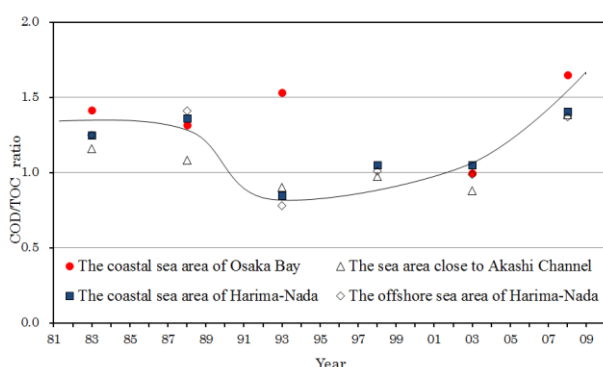 2.0
1.5
1.0
0.5
0.0
COD/TOC ratio
The coastal sea area of Osaka Bay
The sea area close to Akashi Channel
The coastal sea area of Harima-Nada
The offshore sea area of Harima-Nada
81 83 85 87 89 91 93 95 97 99 01 03 05 07 09
Year